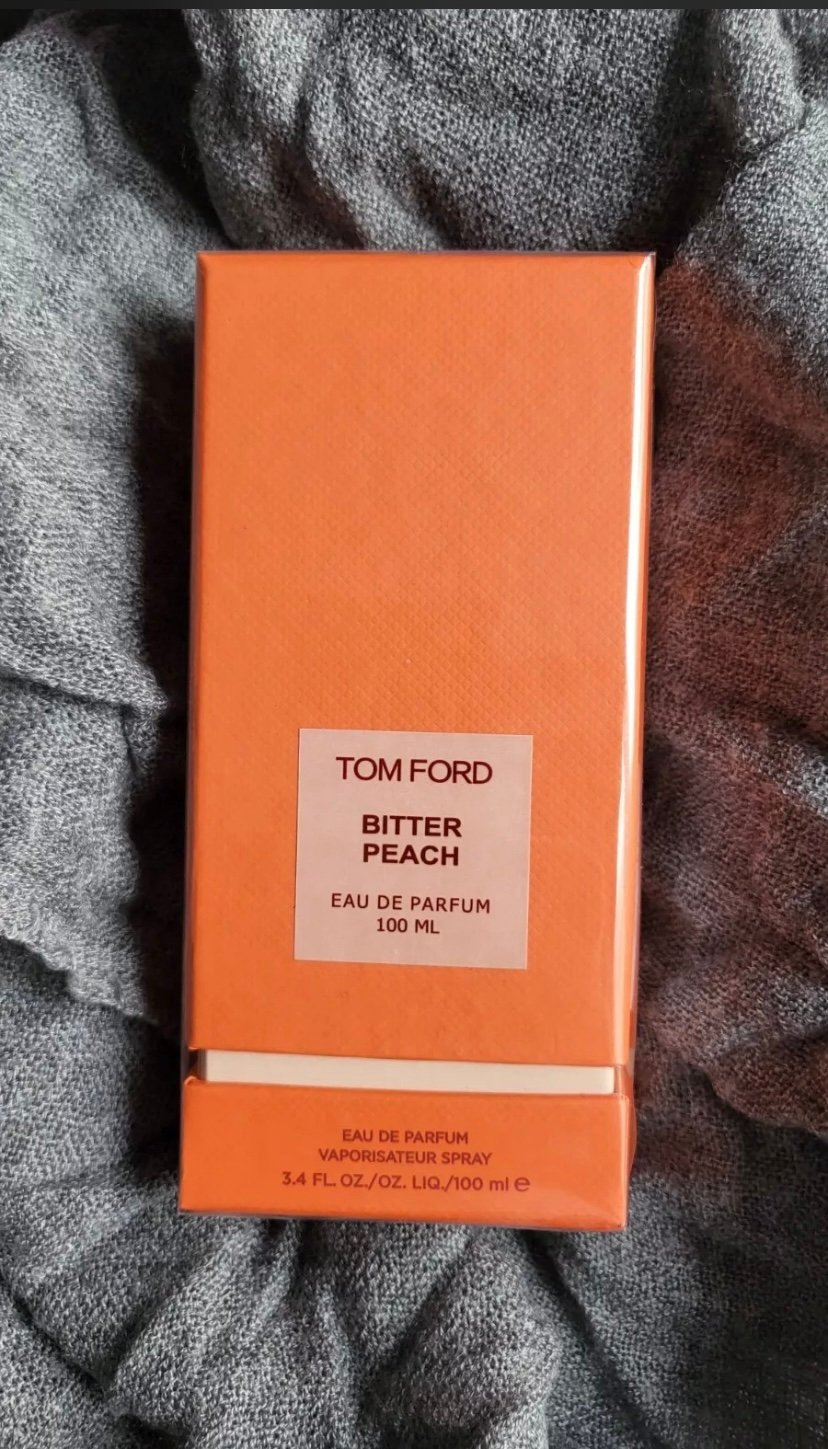 TOM FORD
BITTER
PEACH
EAU DE PARFUM
100 ML
EAU DE PARFUM
VAPORISATEUR SPRAY
3.4 FL. OZ./OZ. LIQ./100 ml ℮